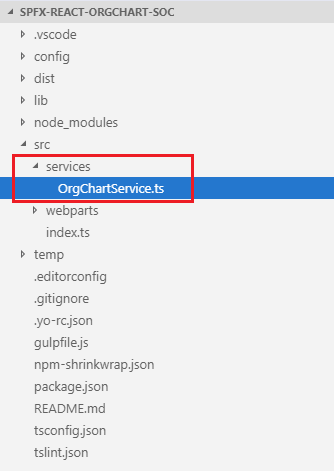 SPFX-REACT-ORGCHART-SOC
.vscode
config
dist
lib
node_modules
src
services
OrgChartService.ts
webparts
index.ts
temp
.editorconfig
.gitignore
.yo-rc.json
gulpfile.js
npm-shrinkwrap.json
package.json
README.md
tsconfig.json
tslint.json